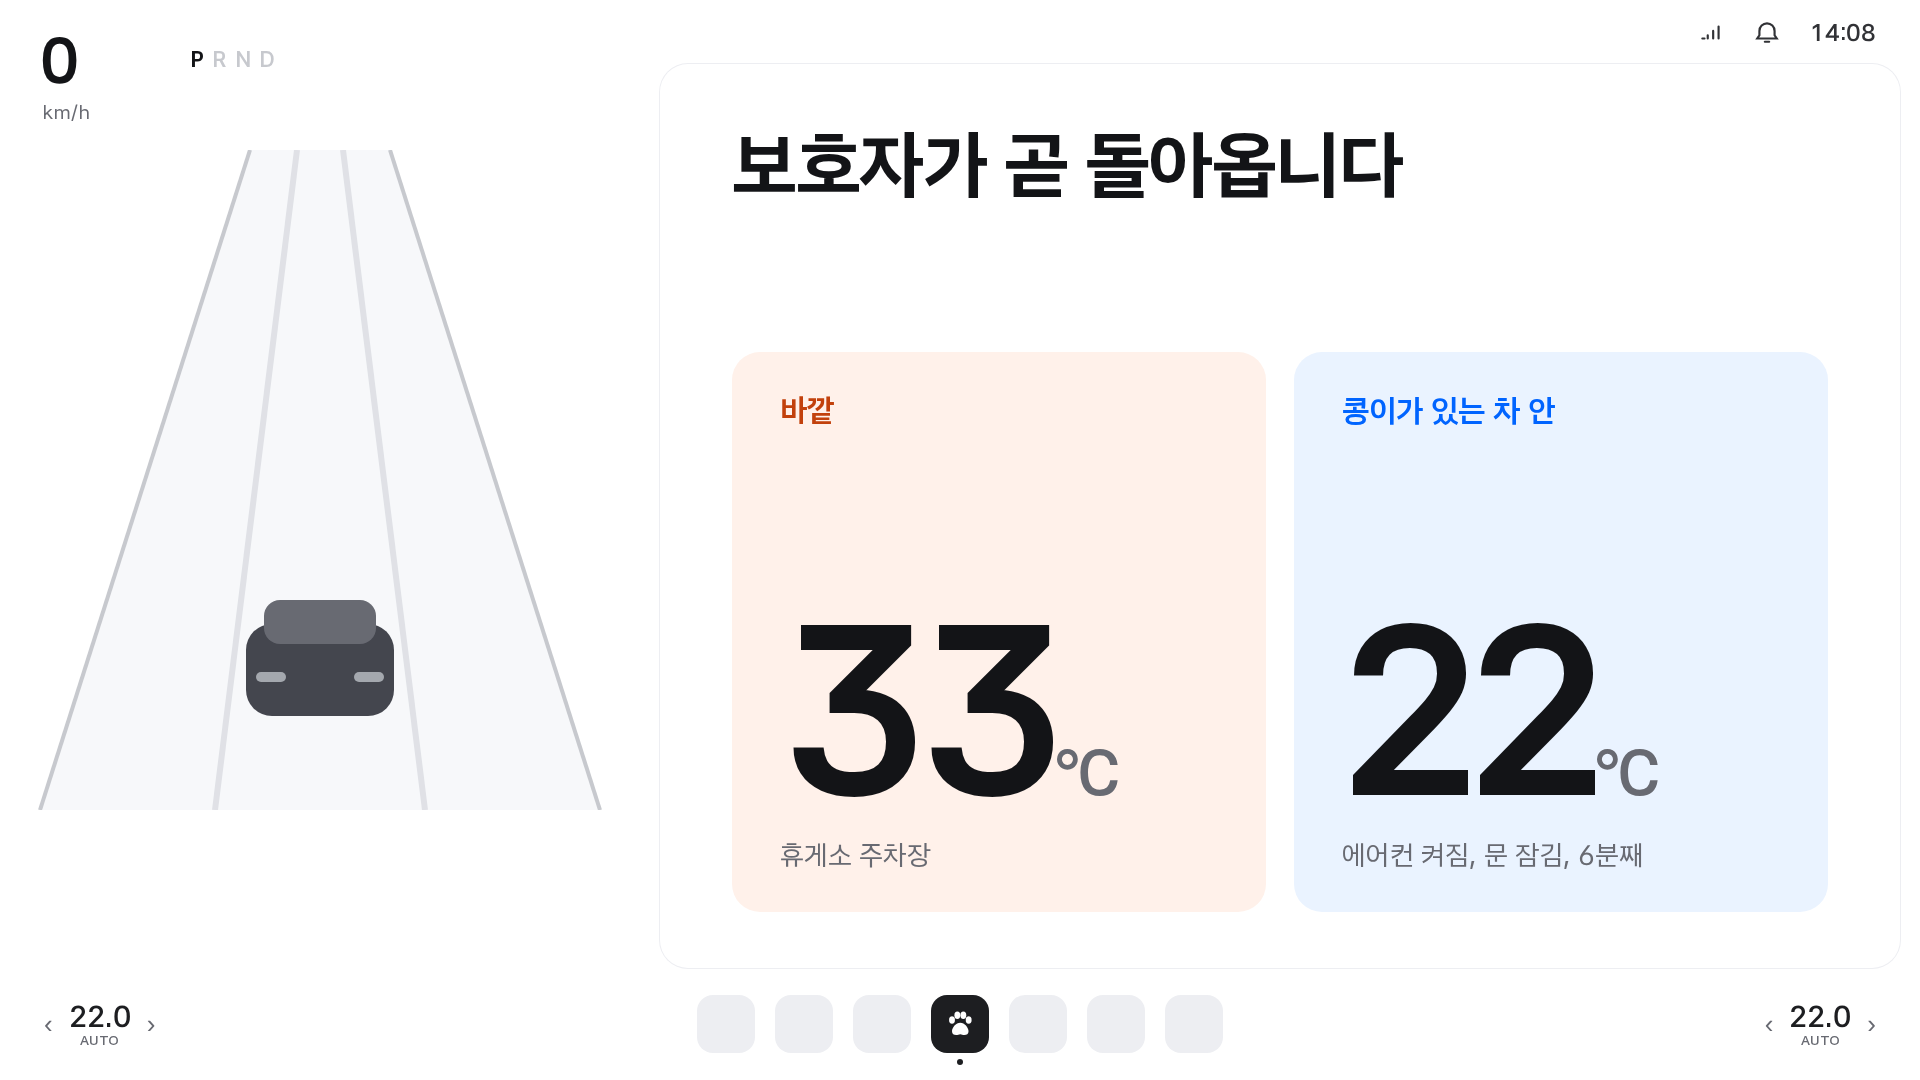 0
P R N D
km/h
14:08
보호자가 곧 돌아옵니다
바깥
33°C
휴게소 주차장
콩이가 있는 차 안
22°C
에어컨 켜짐, 문 잠김, 6분째
‹ 22.0 ›
AUTO
‹ 22.0 ›
AUTO